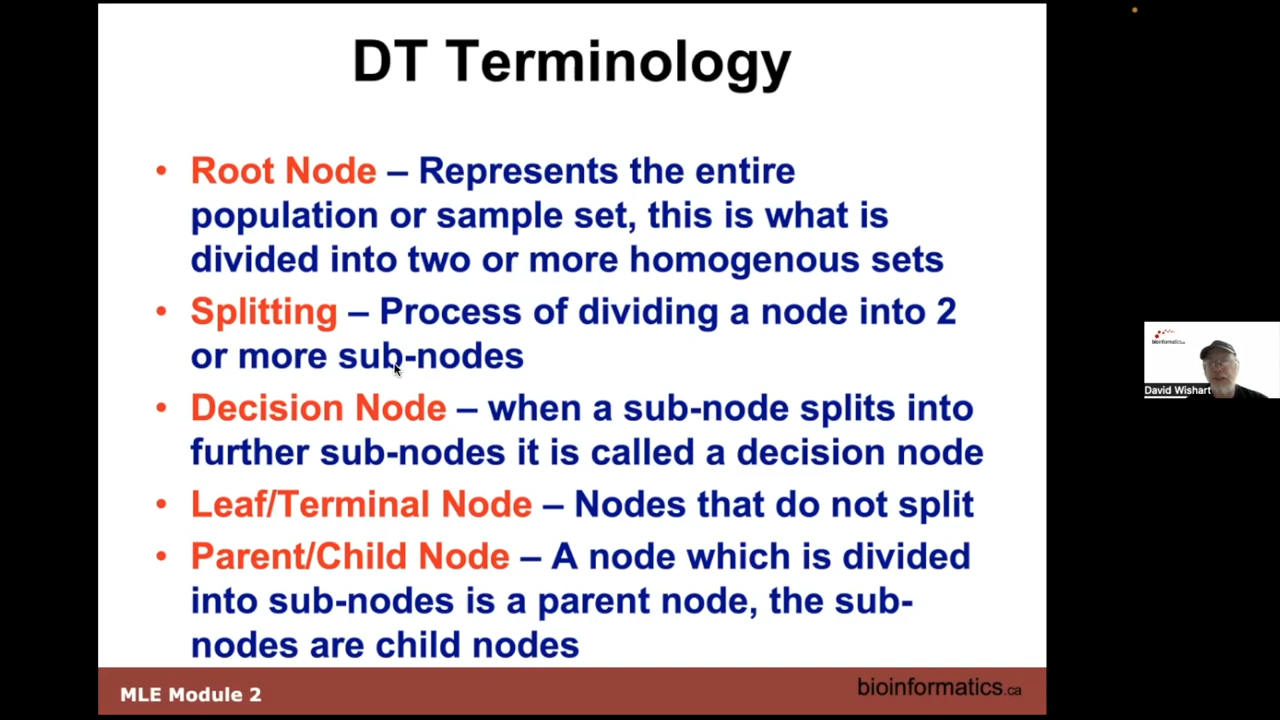 DT Terminology
• Root Node – Represents the entire
population or sample set, this is what is
divided into two or more homogenous sets
• Splitting – Process of dividing a node into 2
or more sub-nodes
• Decision Node – when a sub-node splits into
further sub-nodes it is called a decision node
• Leaf/Terminal Node – Nodes that do not split
• Parent/Child Node – A node which is divided
into sub-nodes is a parent node, the sub-
nodes are child nodes
MLE Module 2
bioinformatics.ca
bioinformatics.ca
David Wishart